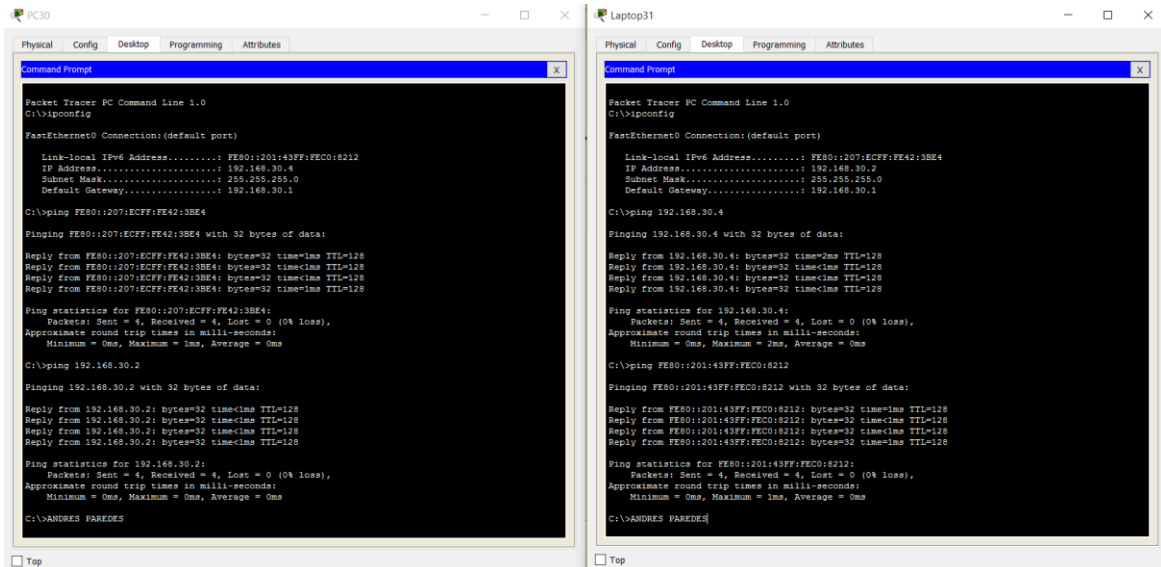 PC30
Physical Config Desktop Programming Attributes
Command Prompt X
Packet Tracer PC Command Line 1.0
C:\>ipconfig
FastEthernet0 Connection:(default port)
Link-local IPv6 Address.........: FE80::201:43FF:FEC0:8212
IP Address......................: 192.168.30.4
Subnet Mask.....................: 255.255.255.0
Default Gateway.................: 192.168.30.1
C:\>ping FE80::207:ECFF:FE42:3BE4
Pinging FE80::207:ECFF:FE42:3BE4 with 32 bytes of data:
Reply from FE80::207:ECFF:FE42:3BE4: bytes=32 time=1ms TTL=128
Reply from FE80::207:ECFF:FE42:3BE4: bytes=32 time<1ms TTL=128
Reply from FE80::207:ECFF:FE42:3BE4: bytes=32 time<1ms TTL=128
Reply from FE80::207:ECFF:FE42:3BE4: bytes=32 time=1ms TTL=128
Ping statistics for FE80::207:ECFF:FE42:3BE4:
Packets: Sent = 4, Received = 4, Lost = 0 (0% loss),
Approximate round trip times in milli-seconds:
Minimum = 0ms, Maximum = 1ms, Average = 0ms
C:\>ping 192.168.30.2
Pinging 192.168.30.2 with 32 bytes of data:
Reply from 192.168.30.2: bytes=32 time<1ms TTL=128
Reply from 192.168.30.2: bytes=32 time<1ms TTL=128
Reply from 192.168.30.2: bytes=32 time<1ms TTL=128
Reply from 192.168.30.2: bytes=32 time<1ms TTL=128
Ping statistics for 192.168.30.2:
Packets: Sent = 4, Received = 4, Lost = 0 (0% loss),
Approximate round trip times in milli-seconds:
Minimum = 0ms, Maximum = 0ms, Average = 0ms
C:\>ANDRES PAREDES
Top
Laptop31
Physical Config Desktop Programming Attributes
Command Prompt X
Packet Tracer PC Command Line 1.0
C:\>ipconfig
FastEthernet0 Connection:(default port)
Link-local IPv6 Address.........: FE80::207:ECFF:FE42:3BE4
IP Address......................: 192.168.30.2
Subnet Mask.....................: 255.255.255.0
Default Gateway.................: 192.168.30.1
C:\>ping 192.168.30.4
Pinging 192.168.30.4 with 32 bytes of data:
Reply from 192.168.30.4: bytes=32 time=2ms TTL=128
Reply from 192.168.30.4: bytes=32 time<1ms TTL=128
Reply from 192.168.30.4: bytes=32 time<1ms TTL=128
Reply from 192.168.30.4: bytes=32 time<1ms TTL=128
Ping statistics for 192.168.30.4:
Packets: Sent = 4, Received = 4, Lost = 0 (0% loss),
Approximate round trip times in milli-seconds:
Minimum = 0ms, Maximum = 2ms, Average = 0ms
C:\>ping FE80::201:43FF:FEC0:8212
Pinging FE80::201:43FF:FEC0:8212 with 32 bytes of data:
Reply from FE80::201:43FF:FEC0:8212: bytes=32 time=1ms TTL=128
Reply from FE80::201:43FF:FEC0:8212: bytes=32 time<1ms TTL=128
Reply from FE80::201:43FF:FEC0:8212: bytes=32 time<1ms TTL=128
Reply from FE80::201:43FF:FEC0:8212: bytes=32 time=1ms TTL=128
Ping statistics for FE80::201:43FF:FEC0:8212:
Packets: Sent = 4, Received = 4, Lost = 0 (0% loss),
Approximate round trip times in milli-seconds:
Minimum = 0ms, Maximum = 1ms, Average = 0ms
C:\>ANDRES PAREDES
Top